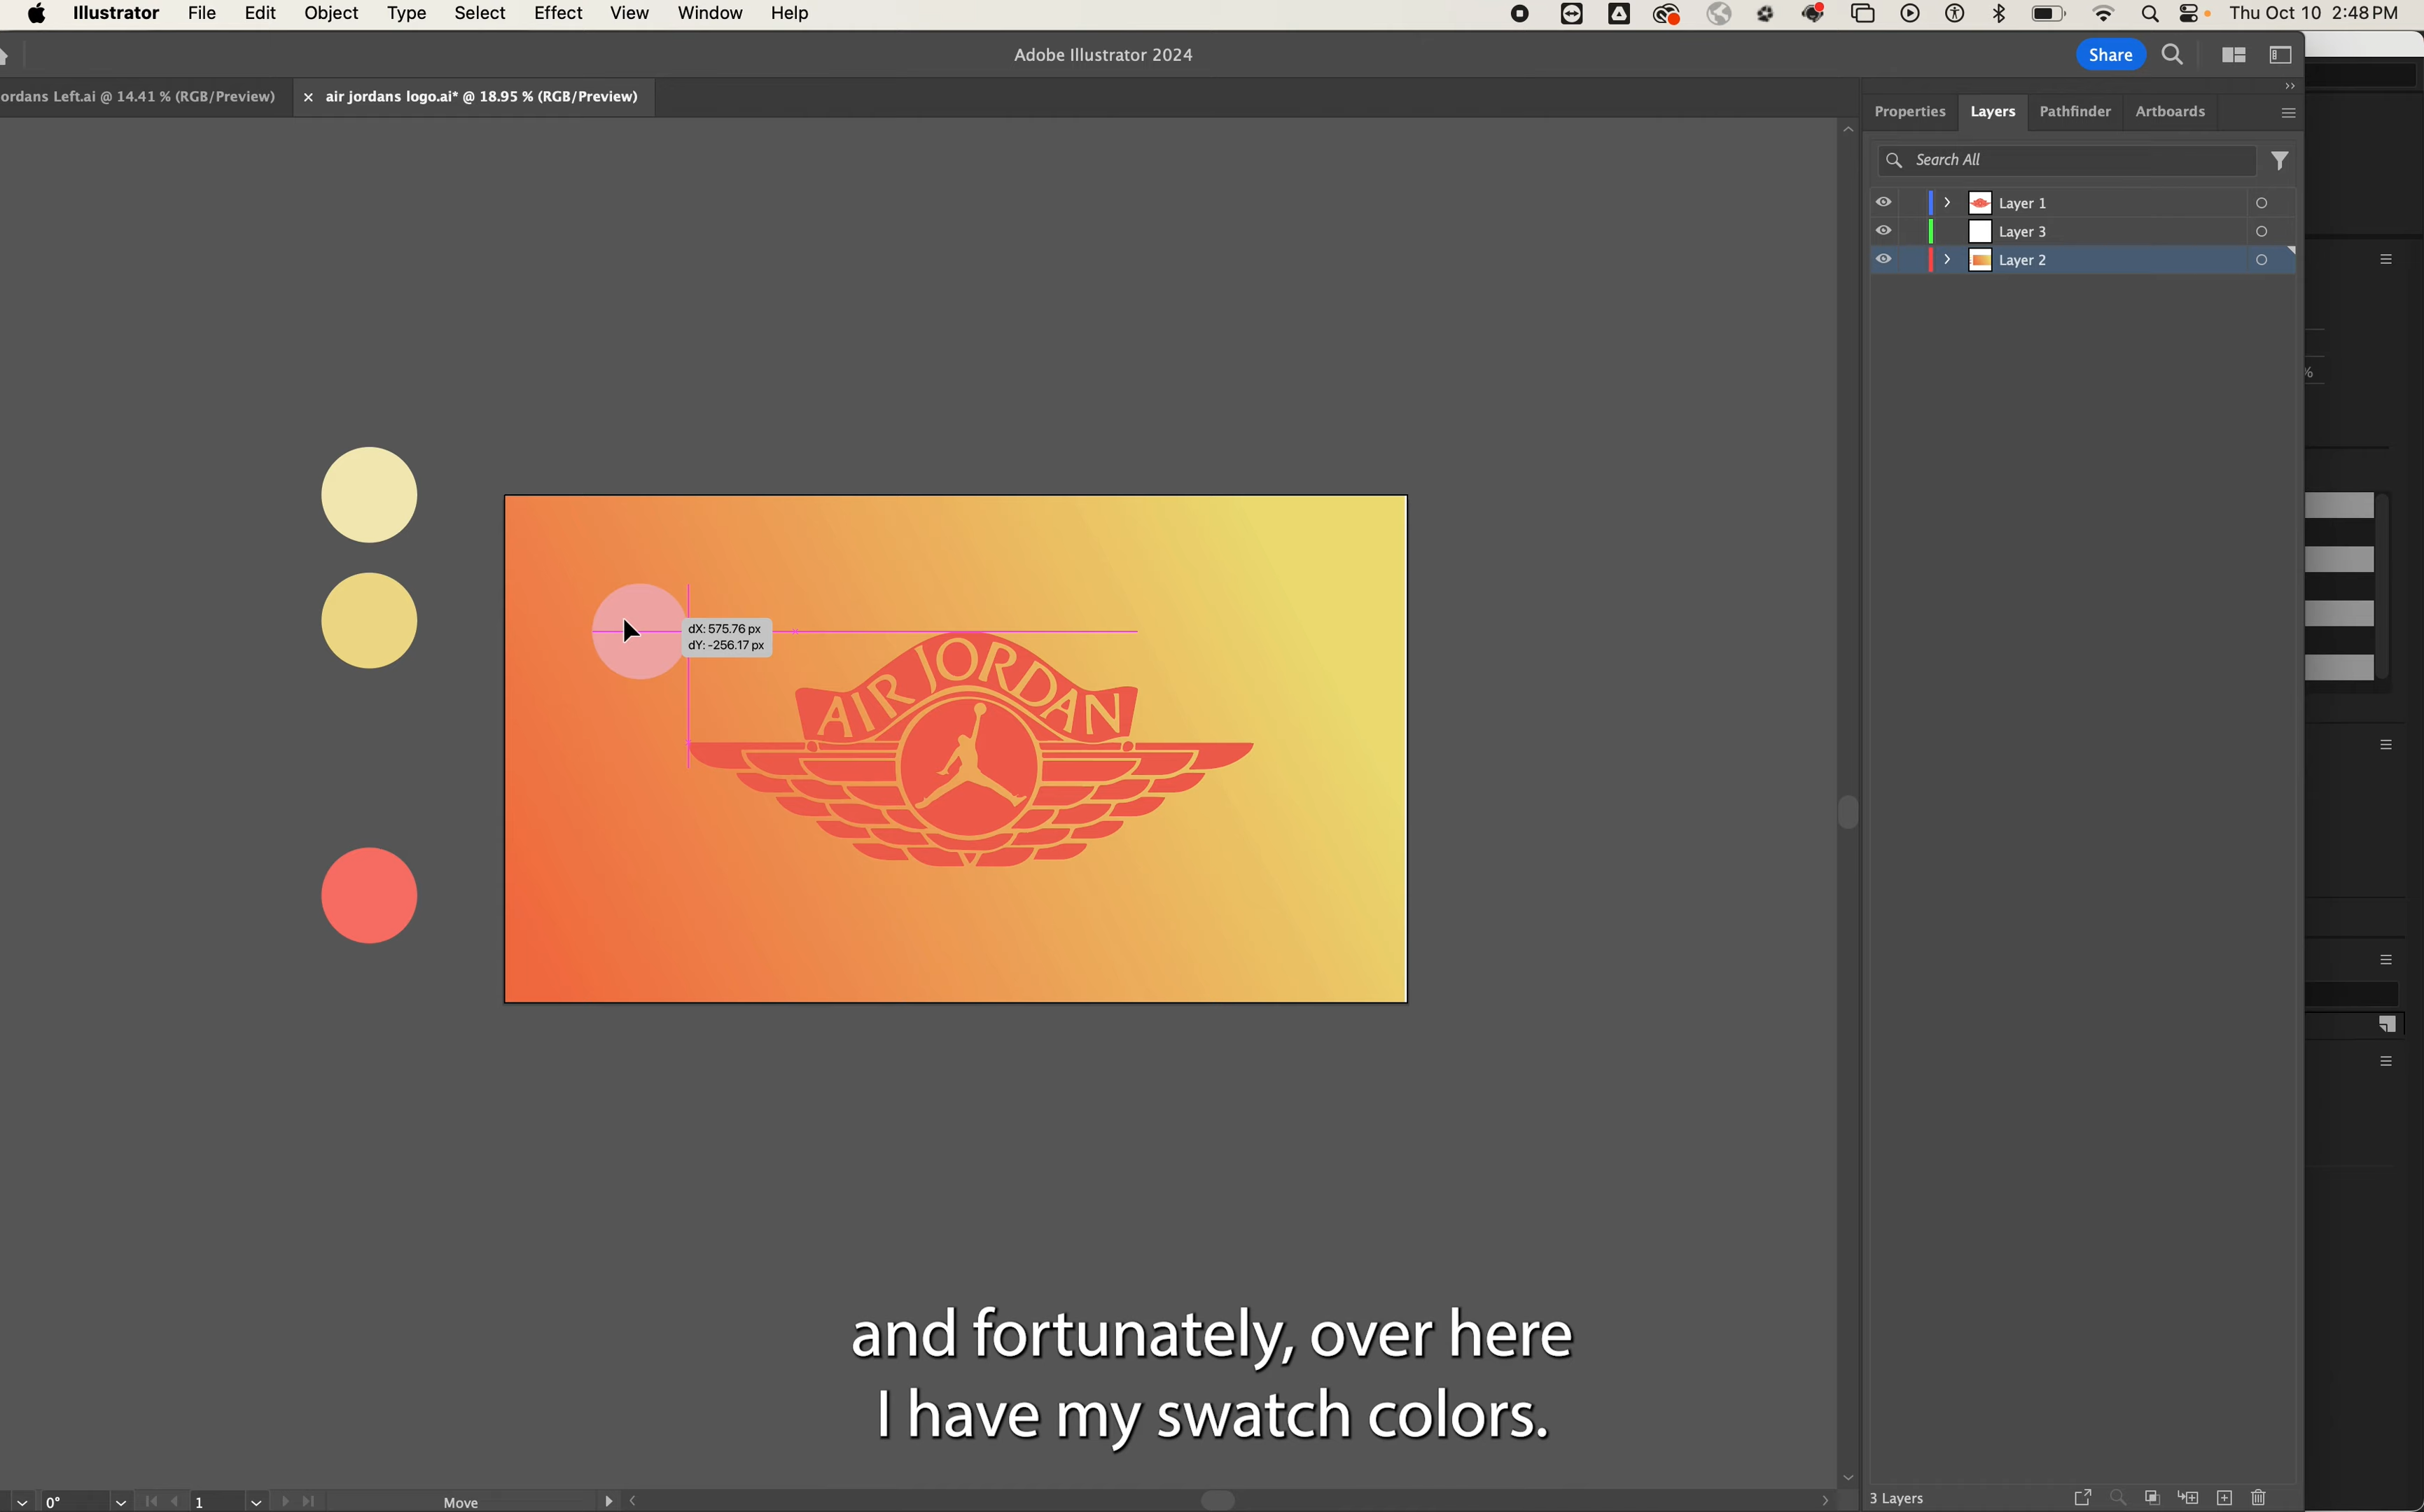 Illustrator File Edit Object Type Select Effect View Window Help Thu Oct 10 2:48 PM
Adobe Illustrator 2024
Share
ordans Left.ai @ 14.41 % (RGB/Preview)
× air jordans logo.ai* @ 18.95 % (RGB/Preview)
Properties Layers Pathfinder Artboards
Search All
Layer 1
Layer 3
Layer 2
%
dX: 575.76 px
dY: -256.17 px
AIR JORDAN
and fortunately, over here
I have my swatch colors.
0° 1 Move
3 Layers